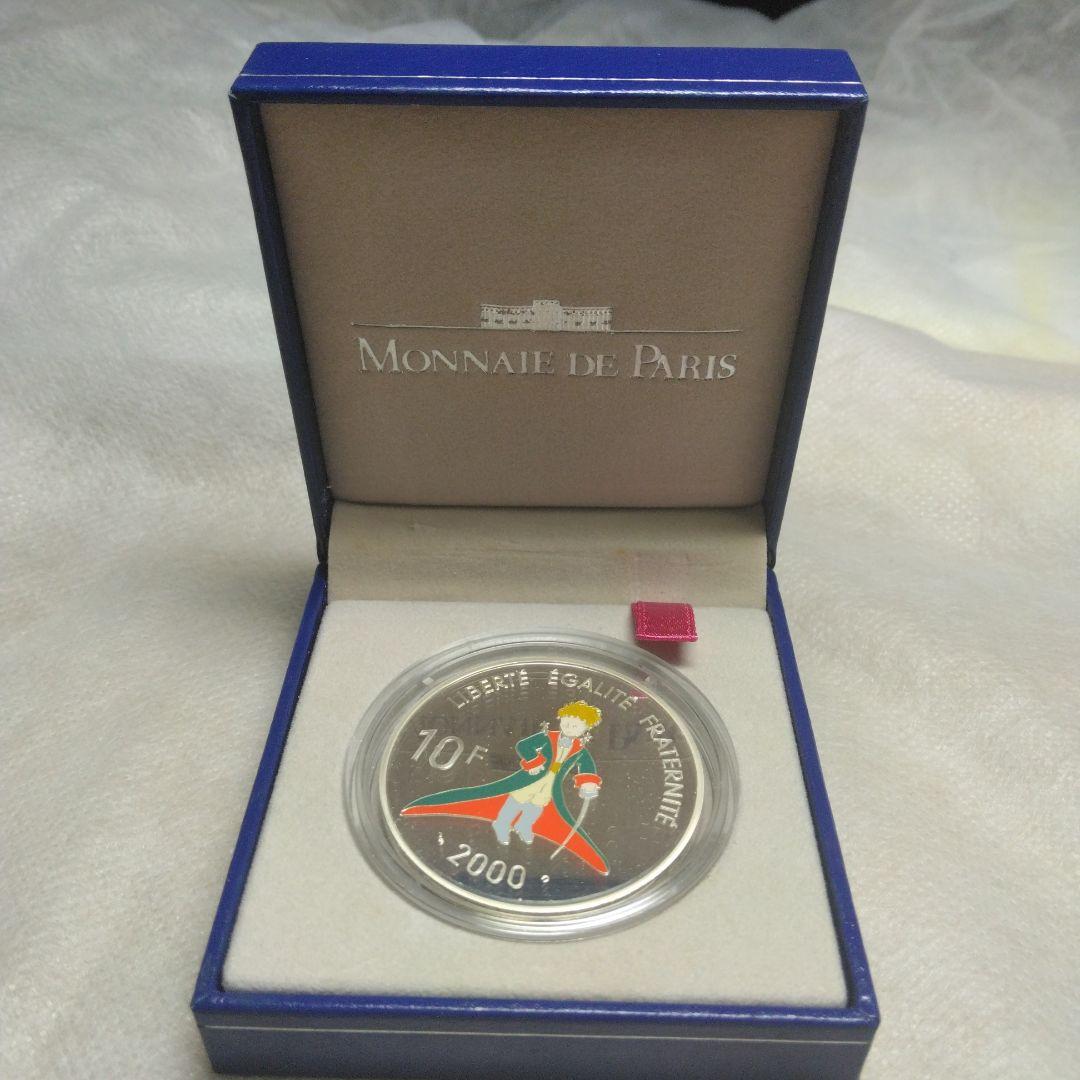 MONNAIE DE PARIS
LIBERTÉ ÉGALITÉ FRATERNITÉ
10F
2000